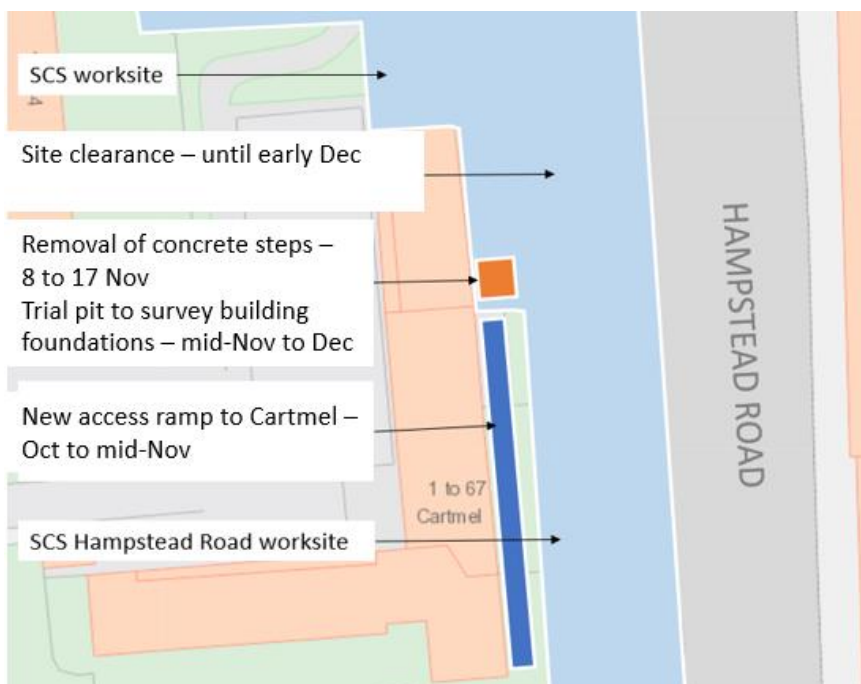 SCS worksite
4
Site clearance – until early Dec
Removal of concrete steps –
8 to 17 Nov
Trial pit to survey building
foundations – mid-Nov to Dec
New access ramp to Cartmel –
Oct to mid-Nov
1 to 67
Cartmel
SCS Hampstead Road worksite
HAMPSTEAD ROAD